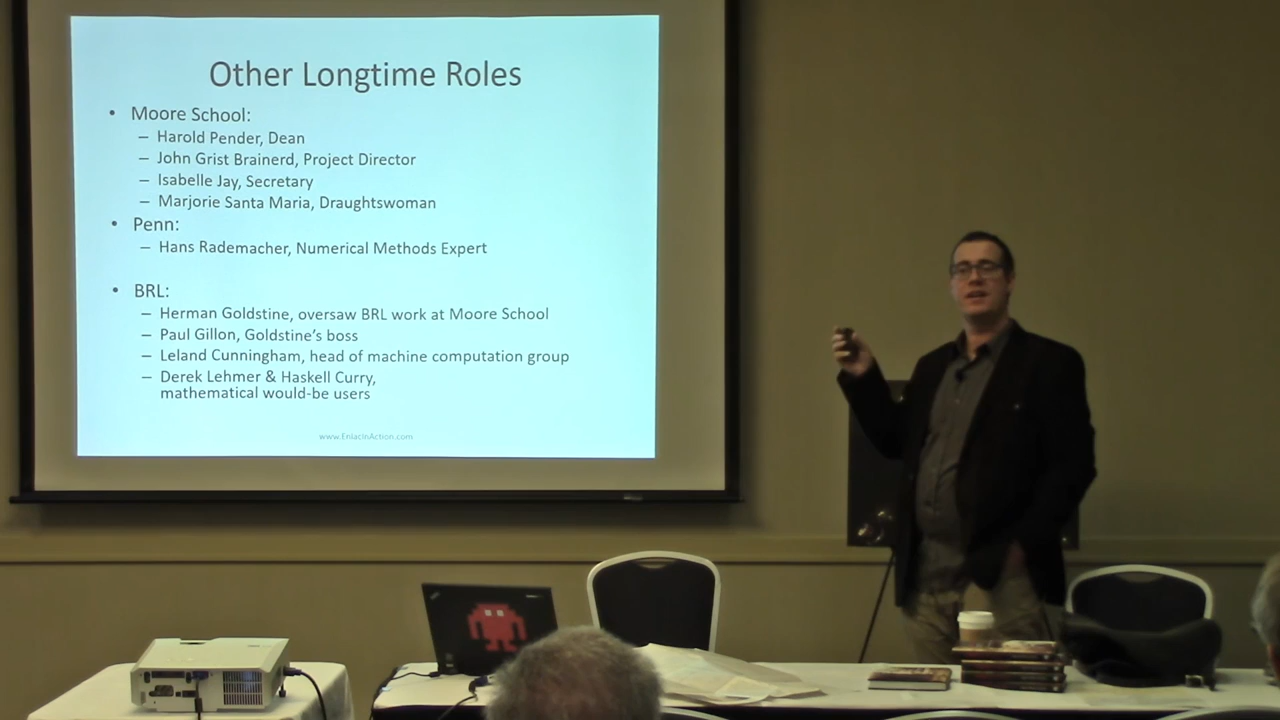 Other Longtime Roles
• Moore School:
– Harold Pender, Dean
– John Grist Brainerd, Project Director
– Isabelle Jay, Secretary
– Marjorie Santa Maria, Draughtswoman
• Penn:
– Hans Rademacher, Numerical Methods Expert
• BRL:
– Herman Goldstine, oversaw BRL work at Moore School
– Paul Gillon, Goldstine's boss
– Leland Cunningham, head of machine computation group
– Derek Lehmer & Haskell Curry,
mathematical would-be users
www.EniacInAction.com